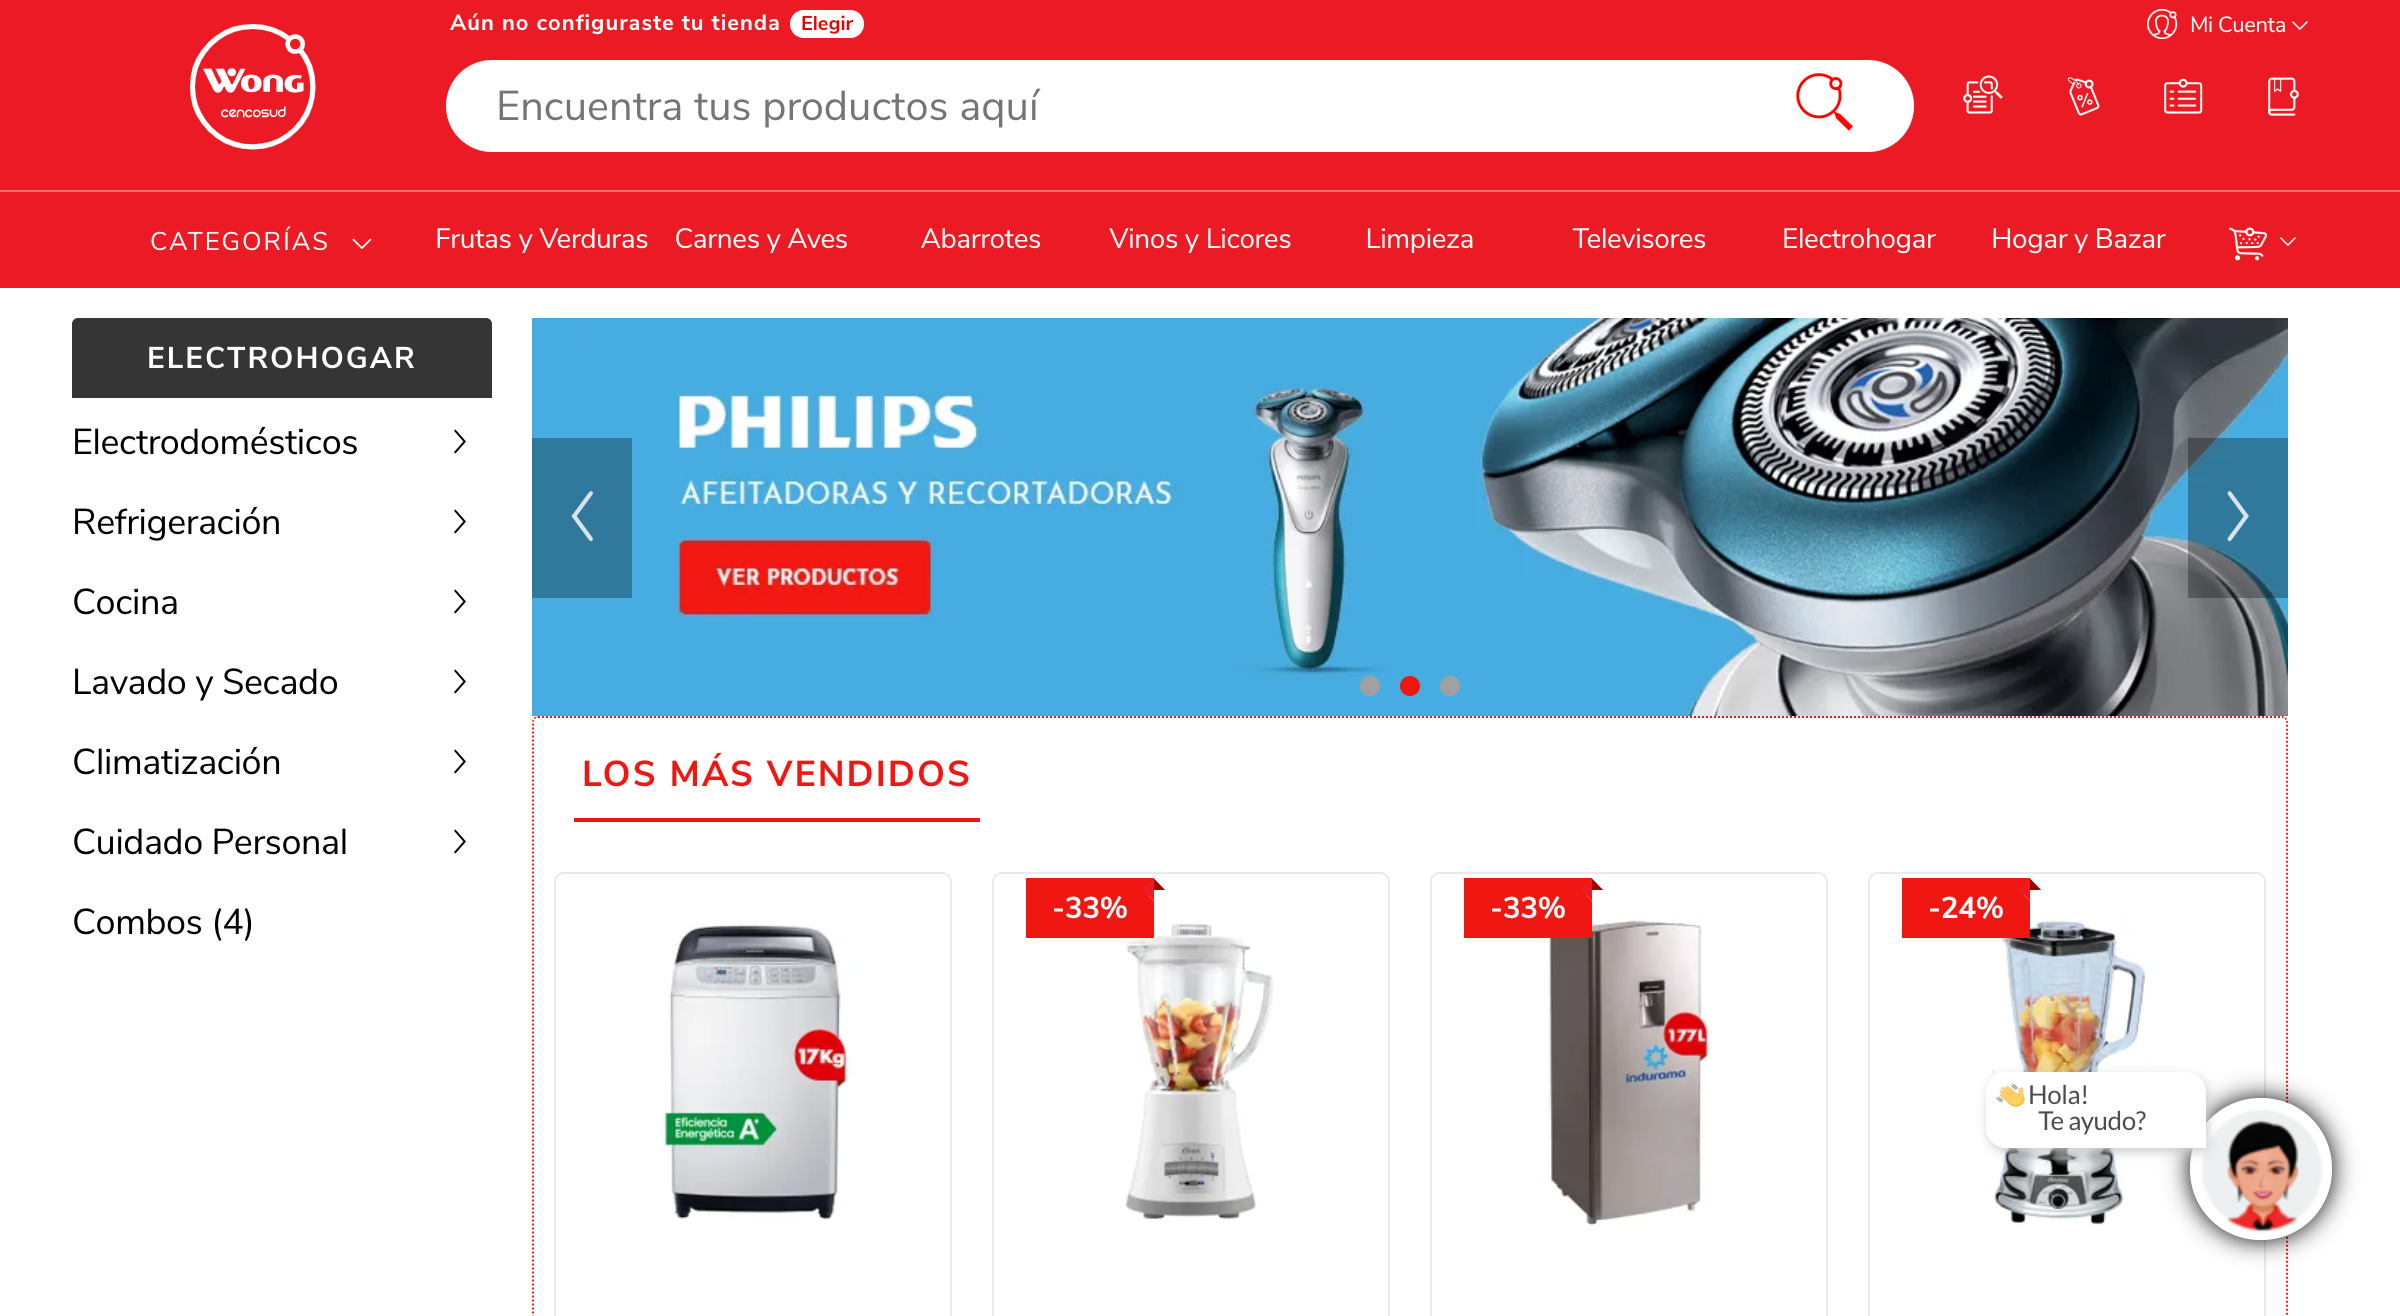 Aún no configuraste tu tienda Elegir
Mi Cuenta
Wong
cencosud
Encuentra tus productos aquí
CATEGORÍAS
Frutas y Verduras
Carnes y Aves
Abarrotes
Vinos y Licores
Limpieza
Televisores
Electrohogar
Hogar y Bazar
ELECTROHOGAR
Electrodomésticos
Refrigeración
Cocina
Lavado y Secado
Climatización
Cuidado Personal
Combos (4)
PHILIPS
AFEITADORAS Y RECORTADORAS
VER PRODUCTOS
PHILIPS
LOS MÁS VENDIDOS
17Kg
Eficiencia
Energética A+
-33%
-33%
177L
indurama
-24%
Hola!
Te ayudo?